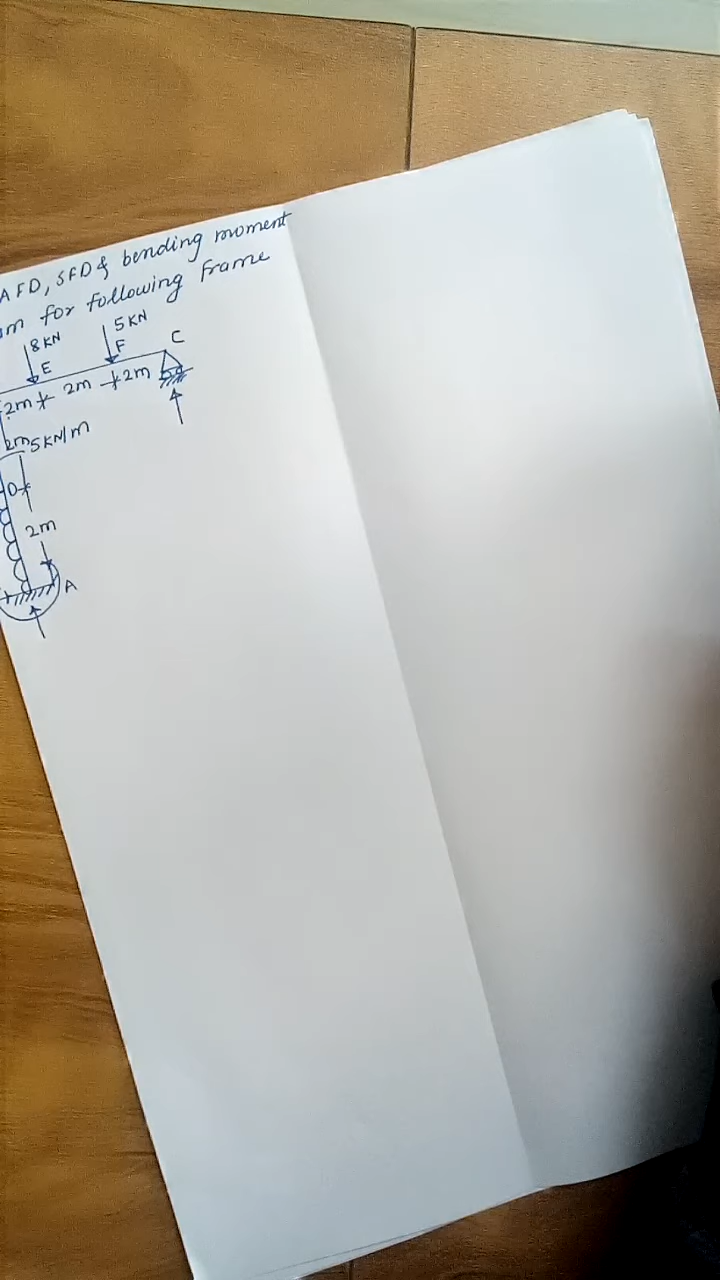 AFD, SFD & bending moment
m for following frame
8 KN
5 KN
E
F
C
2m
2m
2m
2m
5 KN/m
D
2m
A